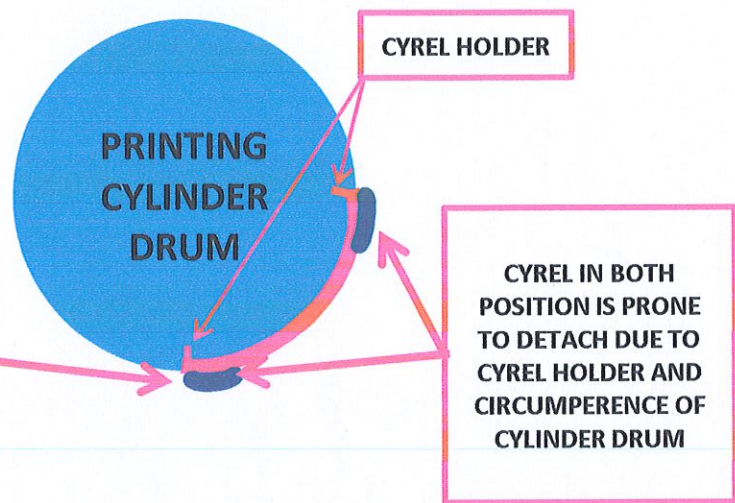 CYREL HOLDER
PRINTING
CYLINDER
DRUM
CYREL IN BOTH
POSITION IS PRONE
TO DETACH DUE TO
CYREL HOLDER AND
CIRCUMPERENCE OF
CYLINDER DRUM